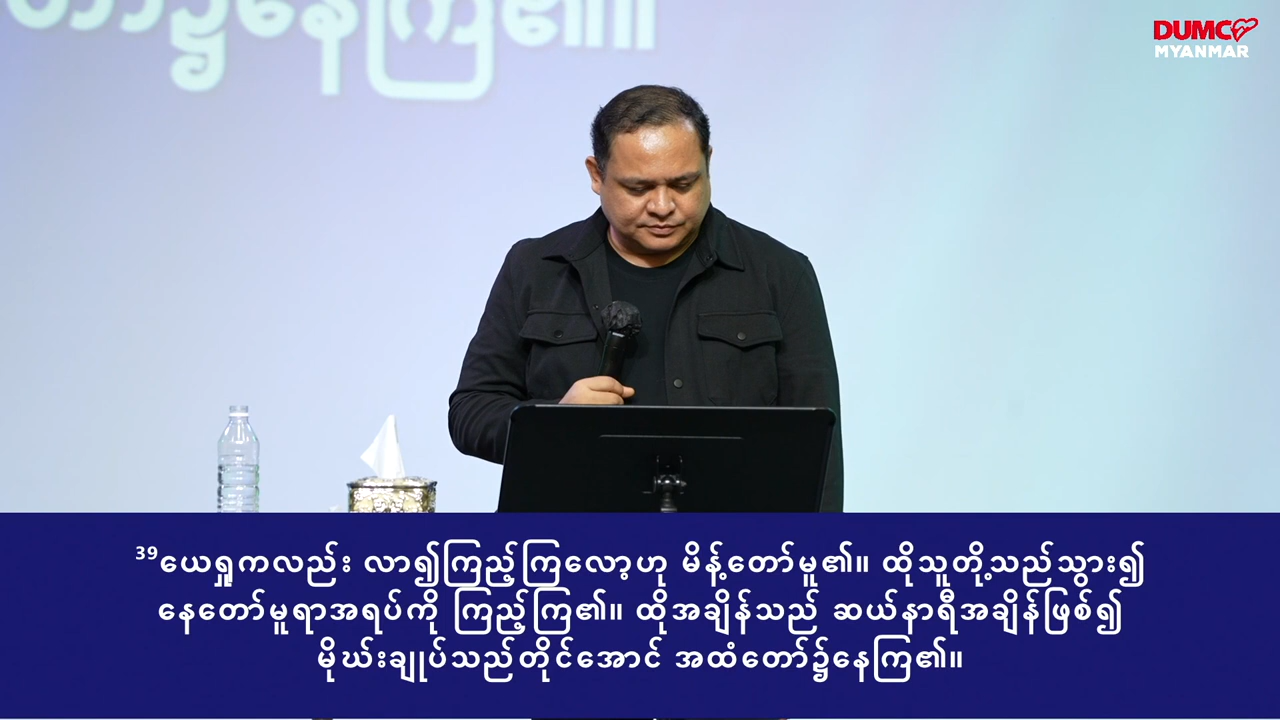 တော်၌နေကြ၏။
DUMC
MYANMAR
39ယေရှုကလည်း လာ၍ကြည့်ကြလော့ဟု မိန့်တော်မူ၏။ ထိုသူတို့သည်သွား၍
နေတော်မူရာအရပ်ကို ကြည့်ကြ၏။ ထိုအချိန်သည် ဆယ်နာရီအချိန်ဖြစ်၍
မိုဃ်းချုပ်သည်တိုင်အောင် အထံတော်၌နေကြ၏။